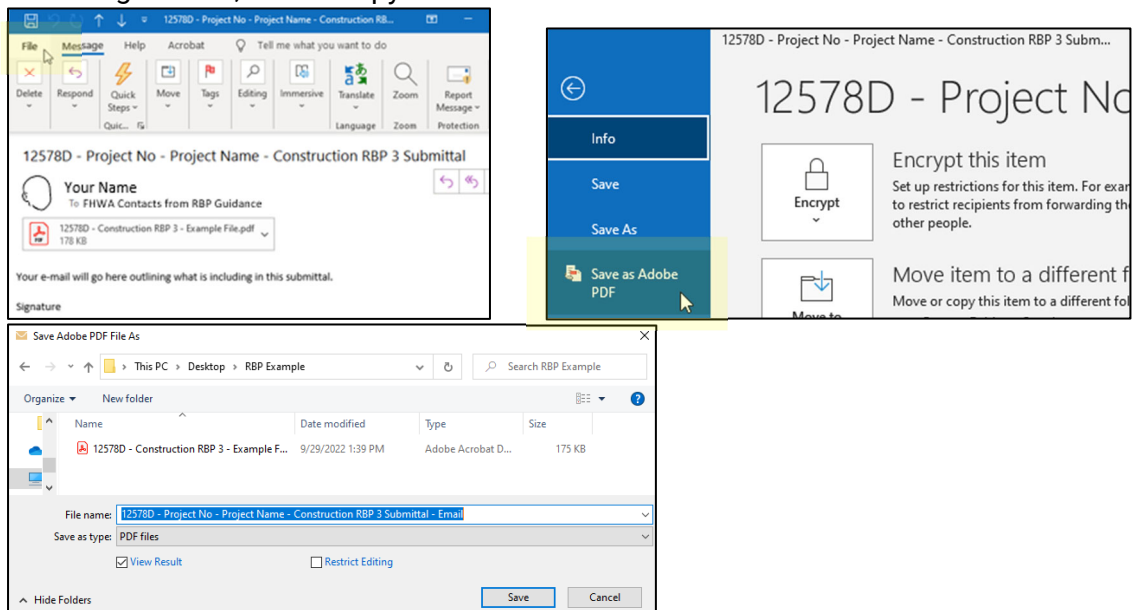 12578D - Project No - Project Name - Construction RB...
File Message Help Acrobat Tell me what you want to do
Delete Respond Quick Steps Move Tags Editing Immersive Translate Zoom Report Message
Quic... Language Zoom Protection
12578D - Project No - Project Name - Construction RBP 3 Submittal
Your Name
To FHWA Contacts from RBP Guidance
12578D - Construction RBP 3 - Example File.pdf
178 KB
Your e-mail will go here outlining what is including in this submittal.
Signature
12578D - Project No - Project Name - Construction RBP 3 Subm...
12578D - Project No
Info
Save
Save As
Save as Adobe
PDF
Encrypt
Encrypt this item
Set up restrictions for this item. For exam
to restrict recipients from forwarding th
other people.
Move item to a different f
Move or copy this item to a different fol
Move to
Save Adobe PDF File As
This PC > Desktop > RBP Example
Search RBP Example
Organize New folder
Name Date modified Type Size
12578D - Construction RBP 3 - Example F... 9/29/2022 1:39 PM Adobe Acrobat D... 175 KB
File name: 12578D - Project No - Project Name - Construction RBP 3 Submittal - Email
Save as type: PDF files
View Result Restrict Editing
Hide Folders Save Cancel